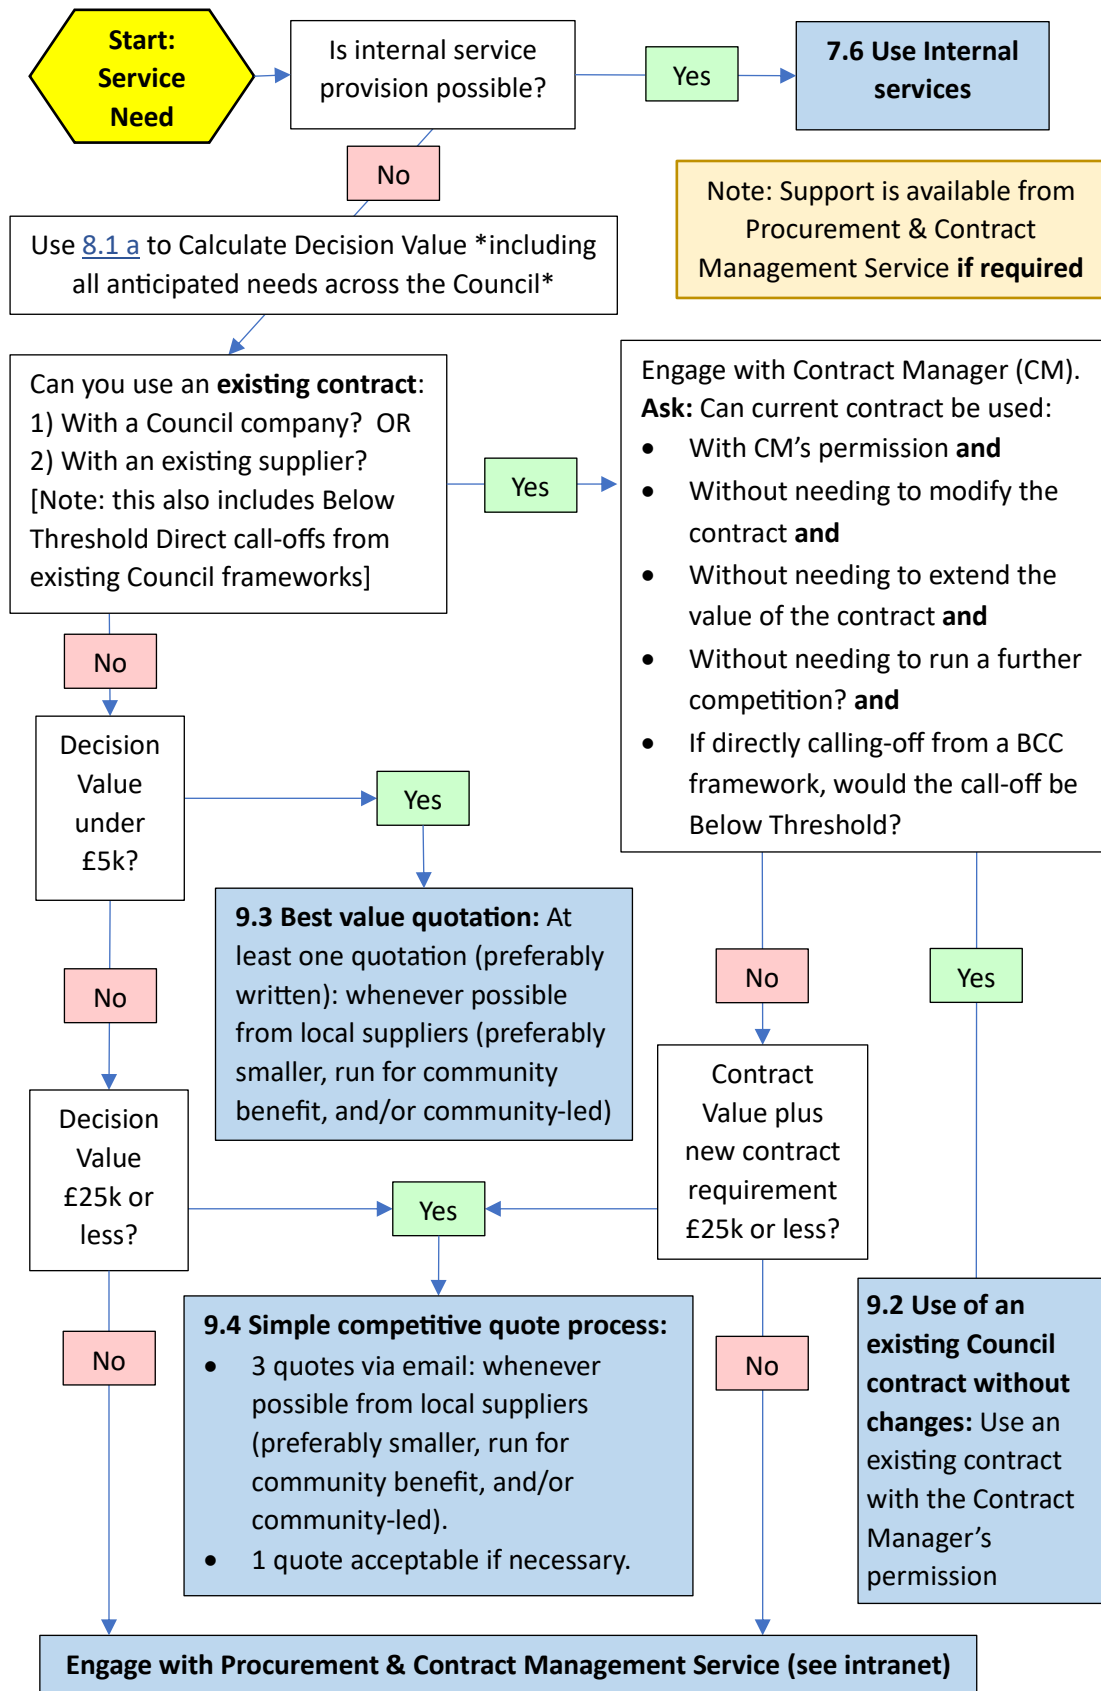 Start:
Service
Need
Is internal service
provision possible?
Yes
7.6 Use Internal
services
No
Note: Support is available from
Procurement & Contract
Management Service if required
Use 8.1 a to Calculate Decision Value *including
all anticipated needs across the Council*
Can you use an existing contract:
1) With a Council company?  OR
2) With an existing supplier?
[Note: this also includes Below
Threshold Direct call-offs from
existing Council frameworks]
Yes
Engage with Contract Manager (CM).
Ask: Can current contract be used:
• With CM’s permission and
• Without needing to modify the
contract and
• Without needing to extend the
value of the contract and
• Without needing to run a further
competition? and
• If directly calling-off from a BCC
framework, would the call-off be
Below Threshold?
No
Decision
Value
under
£5k?
Yes
9.3 Best value quotation: At
least one quotation (preferably
written): whenever possible
from local suppliers (preferably
smaller, run for community
benefit, and/or community-led)
No
No
Yes
Decision
Value
£25k or
less?
Yes
Contract
Value plus
new contract
requirement
£25k or less?
No
9.4 Simple competitive quote process:
• 3 quotes via email: whenever
possible from local suppliers
(preferably smaller, run for
community benefit, and/or
community-led).
• 1 quote acceptable if necessary.
No
9.2 Use of an
existing Council
contract without
changes: Use an
existing contract
with the Contract
Manager’s
permission
Engage with Procurement & Contract Management Service (see intranet)